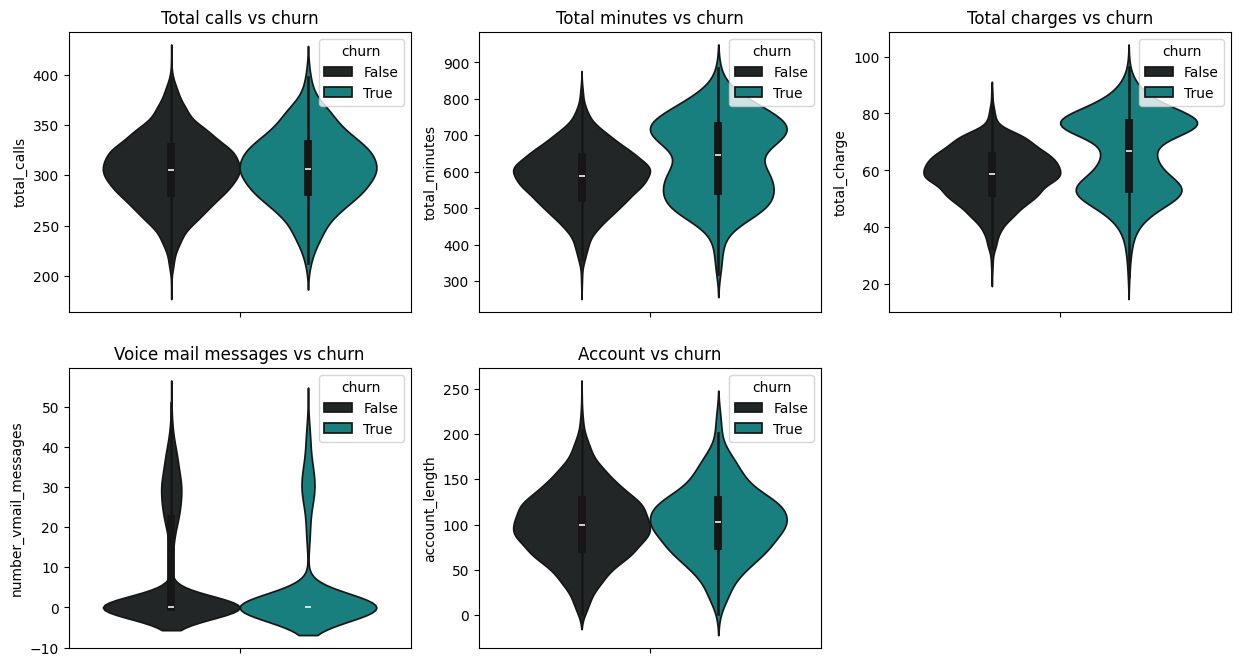 Total calls vs churn
total_calls
400
350
300
250
200
churn
False
True
Total minutes vs churn
total_minutes
900
800
700
600
500
400
300
churn
False
True
Total charges vs churn
total_charge
100
80
60
40
20
churn
False
True
Voice mail messages vs churn
number_vmail_messages
50
40
30
20
10
0
−10
churn
False
True
Account vs churn
account_length
250
200
150
100
50
0
churn
False
True